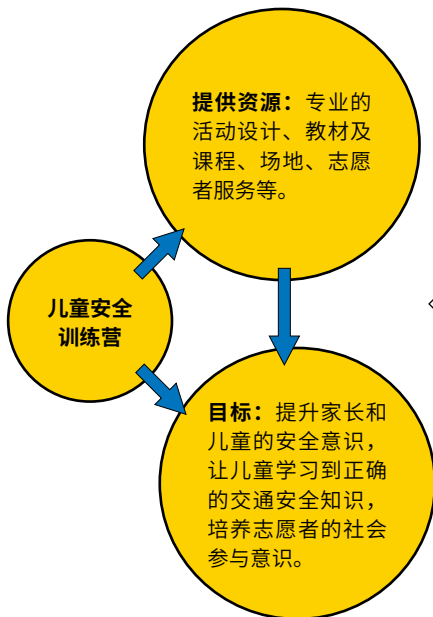 提供资源：专业的
活动设计、教材及
课程、场地、志愿
者服务等。
儿童安全
训练营
目标：提升家长和
儿童的安全意识，
让儿童学习到正确
的交通安全知识，
培养志愿者的社会
参与意识。